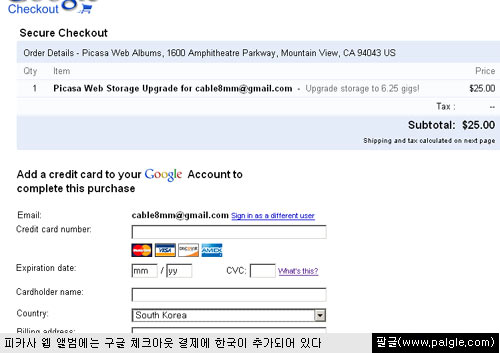 Google
Checkout
Secure Checkout
Order Details - Picasa Web Albums, 1600 Amphitheatre Parkway, Mountain View, CA 94043 US
Qty Item Price
1 Picasa Web Storage Upgrade for cable8mm@gmail.com - Upgrade storage to 6.25 gigs! $25.00
Tax : --
Subtotal: $25.00
Shipping and tax calculated on next page
Add a credit card to your Google Account to
complete this purchase
Email: cable8mm@gmail.com Sign in as a different user
Credit card number:
MasterCard VISA DISCOVER AMEX
Expiration date: mm / yy CVC: What's this?
Cardholder name:
Country: South Korea
Billing address:
피카사 웹 앨범에는 구글 체크아웃 결제에 한국이 추가되어 있다 팔글(www.palgle.com)